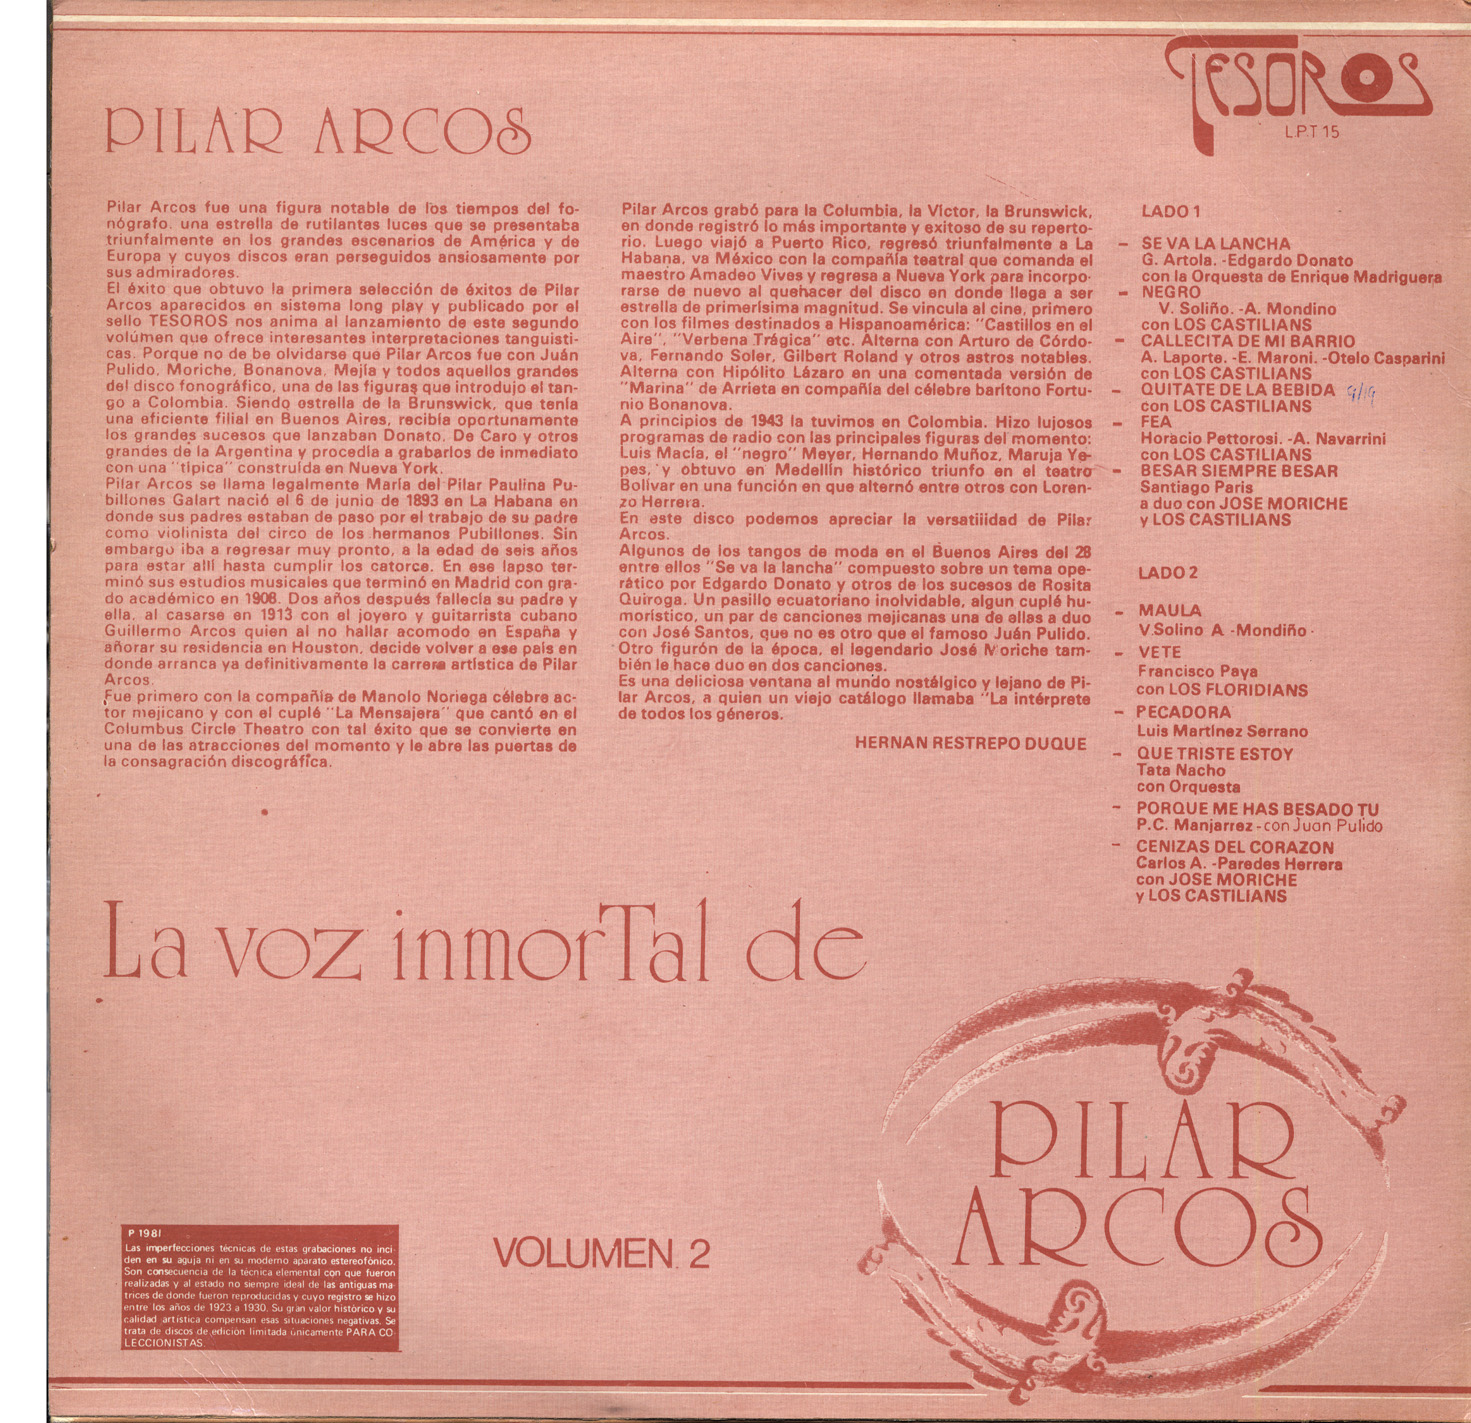 TESOROS
L.P.T 15
PILAR ARCOS
Pilar Arcos fue una figura notable de los tiempos del fo-
nógrafo. una estrella de rutilantes luces que se presentaba
triunfalmente en los grandes escenarios de América y de
Europa y cuyos discos eran perseguidos ansiosamente por
sus admiradores.
El éxito que obtuvo la primera selección de éxitos de Pilar
Arcos aparecidos en sistema long play y publicado por el
sello TESOROS nos anima al lanzamiento de este segundo
volúmen que ofrece interesantes interpretaciones tanguisti-
cas. Porque no de be olvidarse que Pilar Arcos fue con Juán
Pulido, Moriche, Bonanova, Mejía y todos aquellos grandes
del disco fonográfico, una de las figuras que introdujo el tan-
go a Colombia. Siendo estrella de la Brunswick, que tenía
una eficiente filial en Buenos Aires, recibía oportunamente
los grandes sucesos que lanzaban Donato, De Caro y otros
grandes de la Argentina y procedía a grabarlos de inmediato
con una "típica" construída en Nueva York.
Pilar Arcos se llama legalmente María del Pilar Paulina Pu-
billones Galart nació el 6 de junio de 1893 en La Habana en
donde sus padres estaban de paso por el trabajo de su padre
como violinista del circo de los hermanos Pubillones. Sin
embargo iba a regresar muy pronto, a la edad de seis años
para estar allí hasta cumplir los catorce. En ese lapso ter-
minó sus estudios musicales que terminó en Madrid con gra-
do académico en 1908. Dos años después fallecía su padre y
ella, al casarse en 1913 con el joyero y guitarrista cubano
Guillermo Arcos quien al no hallar acomodo en España y
añorar su residencia en Houston, decide volver a ese país en
donde arranca ya definitivamente la carrera artística de Pilar
Arcos.
Fue primero con la compañía de Manolo Noriega célebre ac-
tor mejicano y con el cuplé "La Mensajera" que cantó en el
Columbus Circle Theatro con tal éxito que se convierte en
una de las atracciones del momento y le abre las puertas de
la consagración discográfica.
Pilar Arcos grabó para la Columbia, la Víctor, la Brunswick,
en donde registró lo más importante y exitoso de su reperto-
rio. Luego viajó a Puerto Rico, regresó triunfalmente a La
Habana, va México con la compañía teatral que comanda el
maestro Amadeo Vives y regresa a Nueva York para incorpo-
rarse de nuevo al quehacer del disco en donde llega a ser
estrella de primerísima magnitud. Se vincula al cine, primero
con los filmes destinados a Hispanoamérica: "Castillos en el
Aire", "Verbena Trágica" etc. Alterna con Arturo de Córdo-
va, Fernando Soler, Gilbert Roland y otros astros notables.
Alterna con Hipólito Lázaro en una comentada versión de
"Marina" de Arrieta en compañía del célebre barítono Fortu-
nio Bonanova.
A principios de 1943 la tuvimos en Colombia. Hizo lujosos
programas de radio con las principales figuras del momento:
Luis Macía, el "negro" Meyer, Hernando Muñoz, Maruja Ye-
pes, y obtuvo en Medellín histórico triunfo en el teatro
Bolívar en una función en que alternó entre otros con Loren-
zo Herrera.
En este disco podemos apreciar la versatiiidad de Pilar
Arcos.
Algunos de los tangos de moda en el Buenos Aires del 28
entre ellos "Se va la lancha" compuesto sobre un tema ope-
rático por Edgardo Donato y otros de los sucesos de Rosita
Quiroga. Un pasillo ecuatoriano inolvidable, algun cuplé hu-
morístico, un par de canciones mejicanas una de ellas a duo
con José Santos, que no es otro que el famoso Juán Pulido.
Otro figurón de la época, el legendario José Moriche tam-
bién le hace duo en dos canciones.
Es una deliciosa ventana al mundo nostálgico y lejano de Pi-
lar Arcos, a quien un viejo catálogo llamaba "La intérprete
de todos los géneros.
HERNAN RESTREPO DUQUE
LADO 1
– SE VA LA LANCHA
G. Artola. -Edgardo Donato
con la Orquesta de Enrique Madriguera
– NEGRO
V. Soliño. -A. Mondino
con LOS CASTILIANS
– CALLECITA DE MI BARRIO
A. Laporte. -E. Maroni. -Otelo Casparini
con LOS CASTILIANS
– QUITATE DE LA BEBIDA
con LOS CASTILIANS
– FEA
Horacio Pettorosi. -A. Navarrini
con LOS CASTILIANS
– BESAR SIEMPRE BESAR
Santiago Paris
a duo con JOSE MORICHE
y LOS CASTILIANS
LADO 2
– MAULA
V.Solino A -Mondiño
– VETE
Francisco Paya
con LOS FLORIDIANS
– PECADORA
Luis Martínez Serrano
– QUE TRISTE ESTOY
Tata Nacho
con Orquesta
– PORQUE ME HAS BESADO TU
P.C. Manjarrez -con Juan Pulido
– CENIZAS DEL CORAZON
Carlos A. -Paredes Herrera
con JOSE MORICHE
y LOS CASTILIANS
La voz inmorTal de
PILAR
ARCOS
VOLUMEN. 2
P 1981
Las imperfecciones técnicas de estas grabaciones no inci-
den en su aguja ni en su moderno aparato estereofónico.
Son consecuencia de la técnica elemental con que fueron
realizadas y al estado no siempre ideal de las antiguas ma-
trices de donde fueron reproducidas y cuyo registro se hizo
entre los años de 1923 a 1930. Su gran valor histórico y su
calidad artística compensan esas situaciones negativas. Se
trata de discos de edición limitada únicamente PARA CO-
LECCIONISTAS.